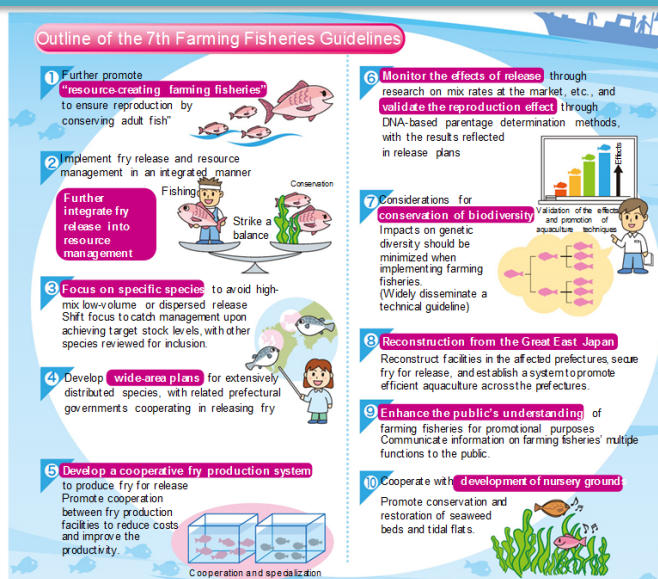 Outline of the 7th Farming Fisheries Guidelines
1 Further promote
"resource-creating farming fisheries"
to ensure reproduction by
conserving adult fish"
2 Implement fry release and resource
management in an integrated manner
Further
integrate fry
release into
resource
management
Fishing
Conservation
Strike a
balance
3 Focus on specific species to avoid high-
mix low-volume or dispersed release
Shift focus to catch management upon
achieving target stock levels, with other
species reviewed for inclusion.
4 Develop wide-area plans for extensively
distributed species, with related prefectural
governments cooperating in releasing fry
5 Develop a cooperative fry production system
to produce fry for release
Promote cooperation
between fry production
facilities to reduce costs
and improve the
productivity.
Cooperation and specialization
6 Monitor the effects of release through
research on mix rates at the market, etc., and
validate the reproduction effect through
DNA-based parentage determination methods,
with the results reflected
in release plans
Effects
Validation of the effects
and promotion of
aquaculture techniques
7 Considerations for
conservation of biodiversity
Impacts on genetic
diversity should be
minimized when
implementing farming
fisheries.
(Widely disseminate a
technical guideline)
8 Reconstruction from the Great East Japan
Reconstruct facilities in the affected prefectures, secure
fry for release, and establish a system to promote
efficient aquaculture across the prefectures.
9 Enhance the public's understanding of
farming fisheries for promotional purposes
Communicate information on farming fisheries' multiple
functions to the public.
10 Cooperate with development of nursery grounds
Promote conservation and
restoration of seaweed
beds and tidal flats.